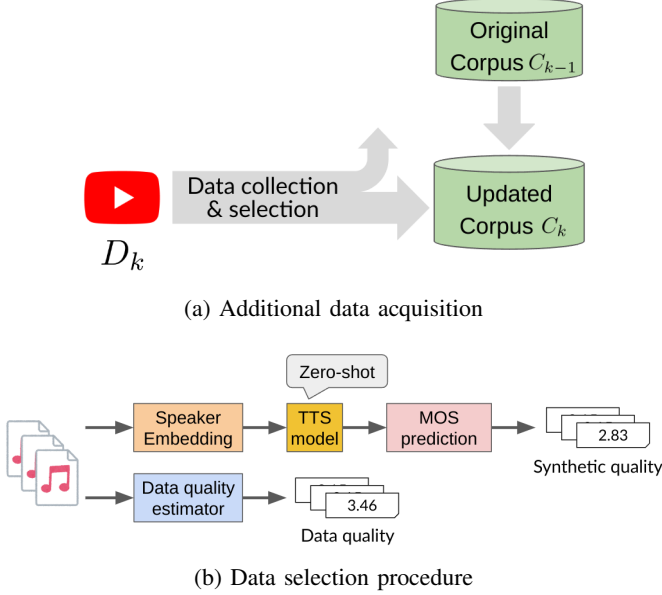 Original
Corpus C_{k-1}
Data collection
& selection
Updated
Corpus C_k
D_k
(a) Additional data acquisition
Zero-shot
Speaker
Embedding
TTS
model
MOS
prediction
2.83
Synthetic quality
Data quality
estimator
3.46
Data quality
(b) Data selection procedure